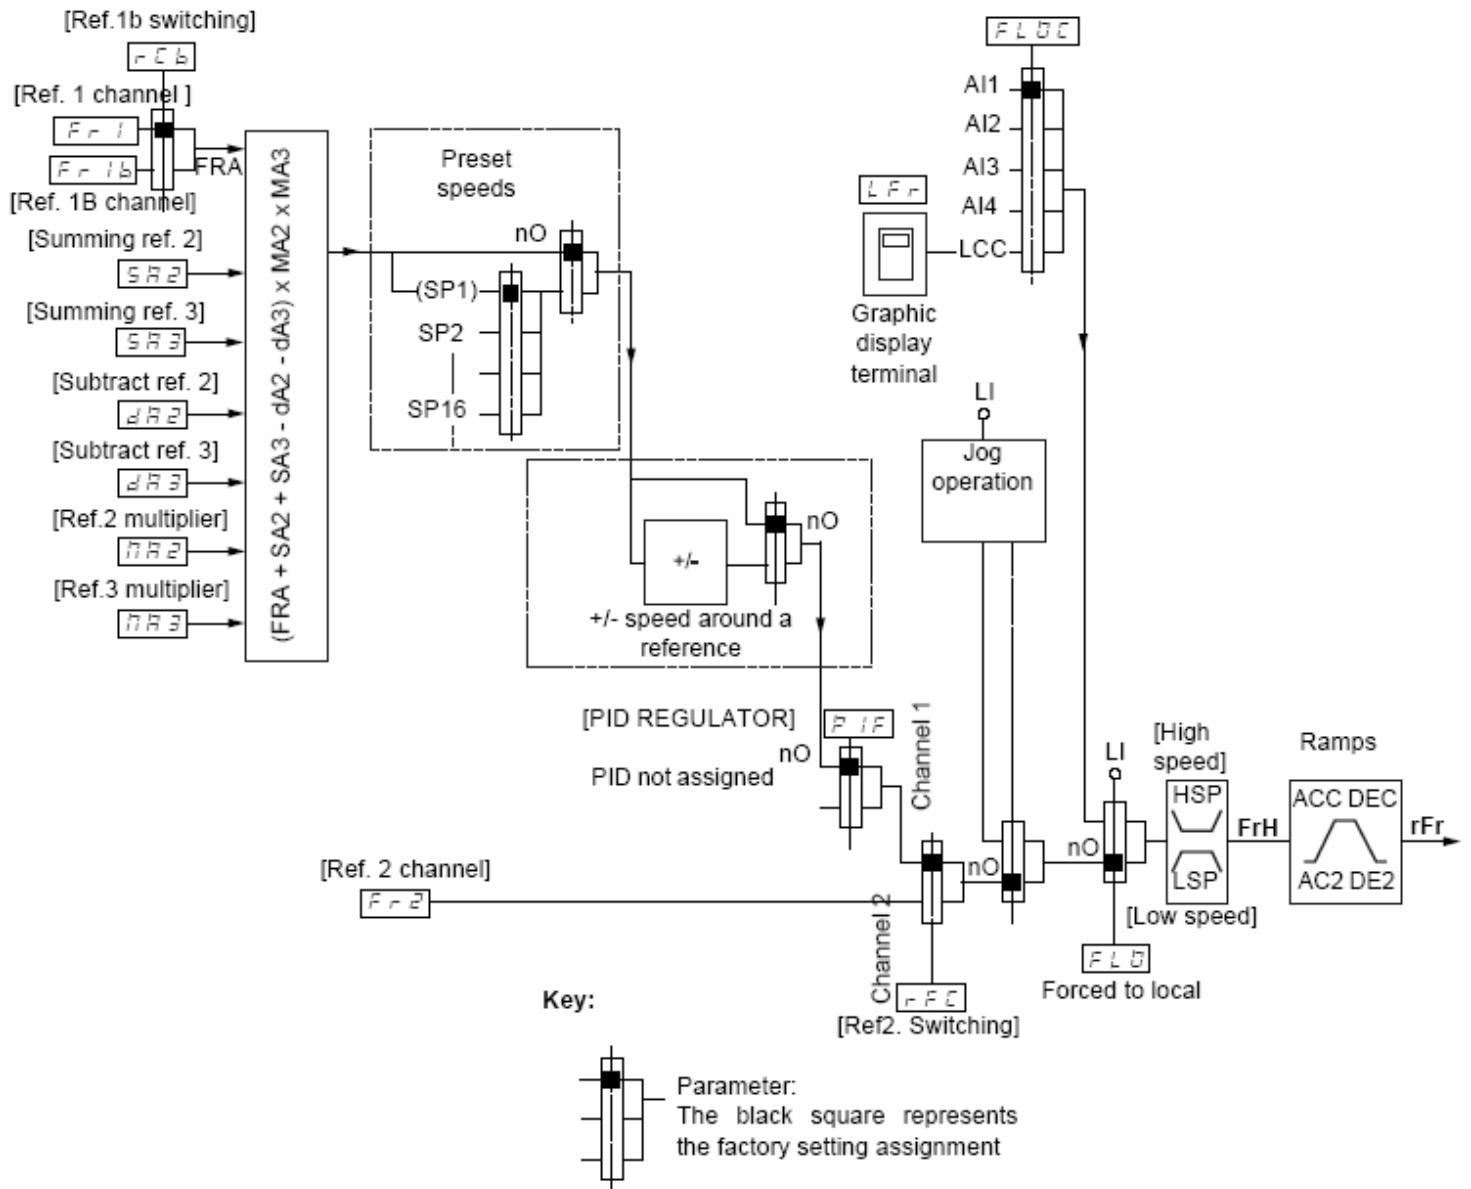 [Ref.1b switching]
rCb
[Ref. 1 channel ]
Fr1
Fr1b
FRA
[Ref. 1B channel]
[Summing ref. 2]
SA2
[Summing ref. 3]
SA3
[Subtract ref. 2]
dA2
[Subtract ref. 3]
dA3
[Ref.2 multiplier]
MA2
[Ref.3 multiplier]
MA3
(FRA + SA2 + SA3 - dA2 - dA3) x MA2 x MA3
Preset
speeds
nO
(SP1)
SP2
SP16
+/-
nO
+/- speed around a
reference
FLOC
AI1
AI2
AI3
AI4
LCC
LFr
Graphic
display
terminal
LI
Jog
operation
[PID REGULATOR]
PIF
nO
PID not assigned
Channel 1
[Ref. 2 channel]
Fr2
Channel 2
nO
rFC
[Ref2. Switching]
LI
nO
FLO
Forced to local
[High
speed]
HSP
LSP
[Low speed]
FrH
Ramps
ACC DEC
AC2 DE2
rFr
Key:
Parameter:
The black square represents
the factory setting assignment